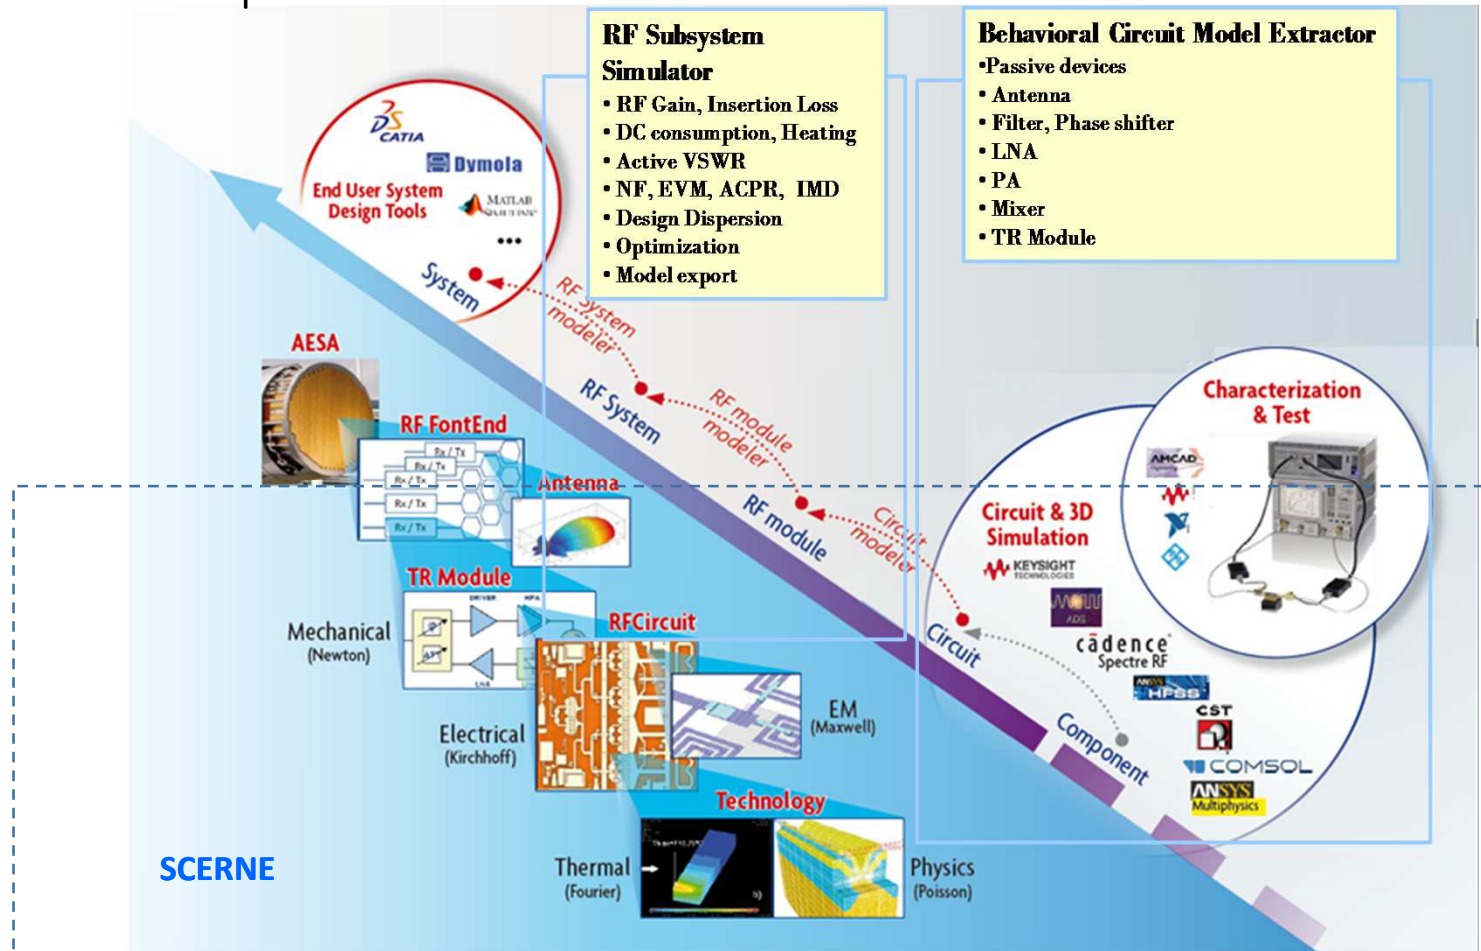 RF Subsystem
Simulator
• RF Gain, Insertion Loss
• DC consumption, Heating
• Active VSWR
• NF, EVM, ACPR, IMD
• Design Dispersion
• Optimization
• Model export
Behavioral Circuit Model Extractor
•Passive devices
• Antenna
• Filter, Phase shifter
• LNA
• PA
• Mixer
• TR Module
CATIA
Dymola
End User System
Design Tools
MATLAB
SIMULINK
•••
System
RF System
modeler
RF System
RF module
modeler
RF module
Circuit
modeler
Circuit
Component
AESA
RF FontEnd
Rx / Tx
Rx / Tx
Rx / Tx
Rx / Tx
Rx / Tx
Antenna
TR Module
DRIVER
HPA
LNA
Mechanical
(Newton)
RFCircuit
Electrical
(Kirchhoff)
EM
(Maxwell)
Technology
Thermal
(Fourier)
b)
Physics
(Poisson)
SCERNE
Characterization
& Test
AMCAD
Circuit & 3D
Simulation
KEYSIGHT
TECHNOLOGIES
ADS
cādence
Spectre RF
ANSYS
HFSS
CST
COMSOL
ANSYS
Multiphysics